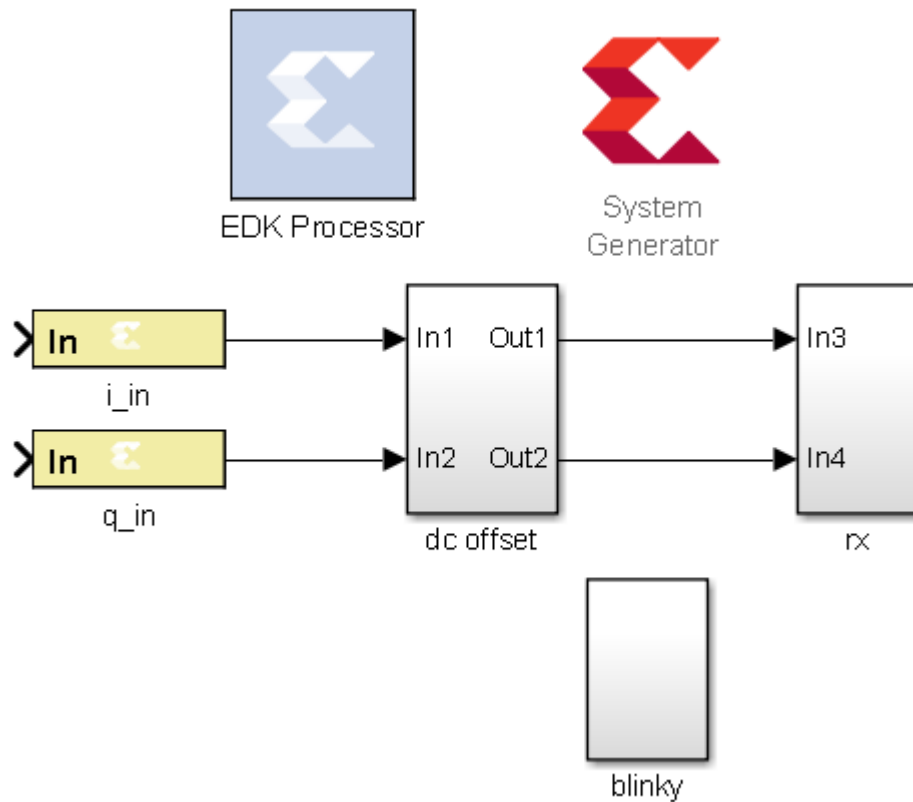 EDK Processor
System
Generator
In
i_in
In1 Out1
In3
In
q_in
In2 Out2
In4
dc offset
rx
blinky